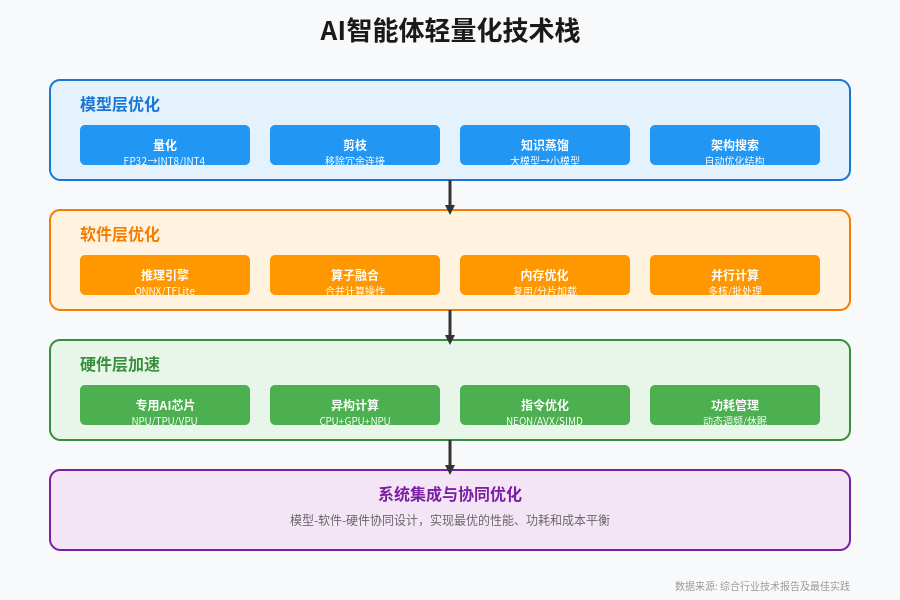 AI智能体轻量化技术栈
模型层优化
量化
剪枝
知识蒸馏
架构搜索
FP32→INT8/INT4
移除冗余连接
大模型→小模型
自动优化结构
软件层优化
推理引擎
算子融合
内存优化
并行计算
ONNX/TFLite
合并计算操作
复用/分片加载
多核/批处理
硬件层加速
专用AI芯片
异构计算
指令优化
功耗管理
NPU/TPU/VPU
CPU+GPU+NPU
NEON/AVX/SIMD
动态调频/休眠
系统集成与协同优化
模型-软件-硬件协同设计，实现最优的性能、功耗和成本平衡
数据来源: 综合行业技术报告及最佳实践